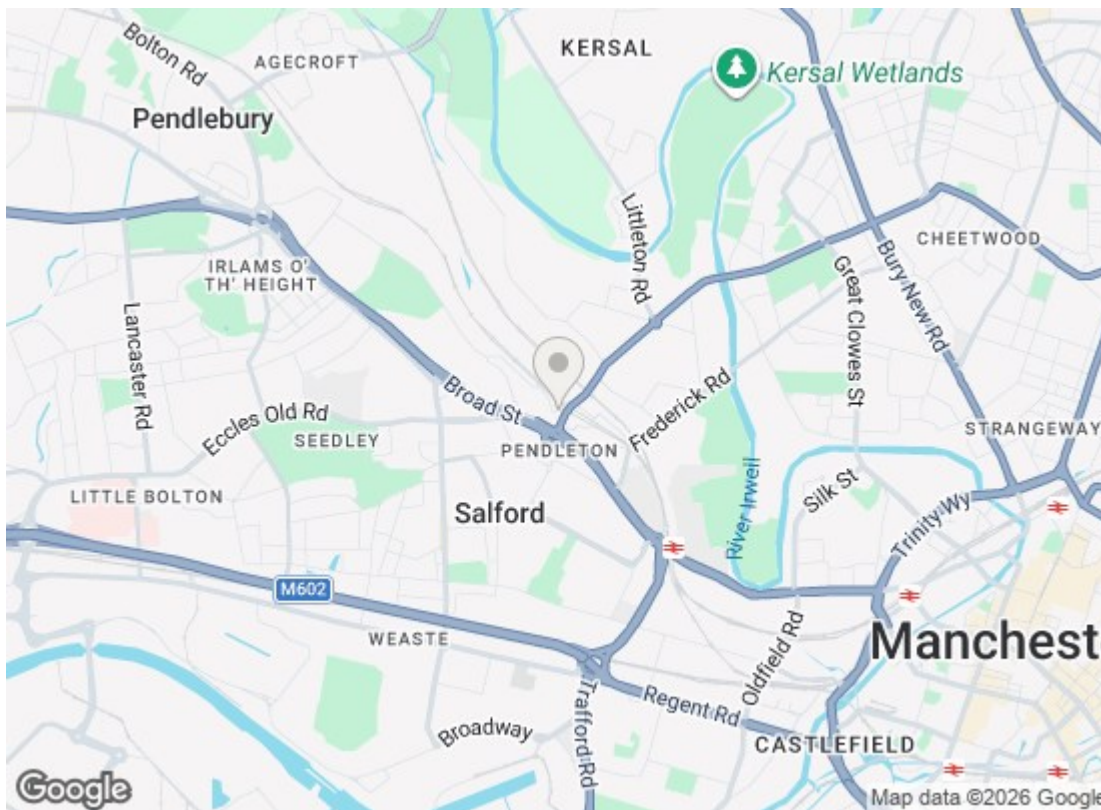 Bolton Rd
AGECROFT
KERSAL
Kersal Wetlands
Pendlebury
Littleton Rd
CHEETWOOD
IRLAMS O'
TH' HEIGHT
Great Clowes St
Bury New Rd
Lancaster Rd
Broad St
Frederick Rd
Eccles Old Rd
SEEDLEY
PENDLETON
STRANGEWAY
LITTLE BOLTON
Salford
River Irwell
Silk St
Trinity Wy
M602
WEASTE
Oldfield Rd
Manchest
Trafford Rd
Regent Rd
Broadway
CASTLEFIELD
Google
Map data ©2026 Google